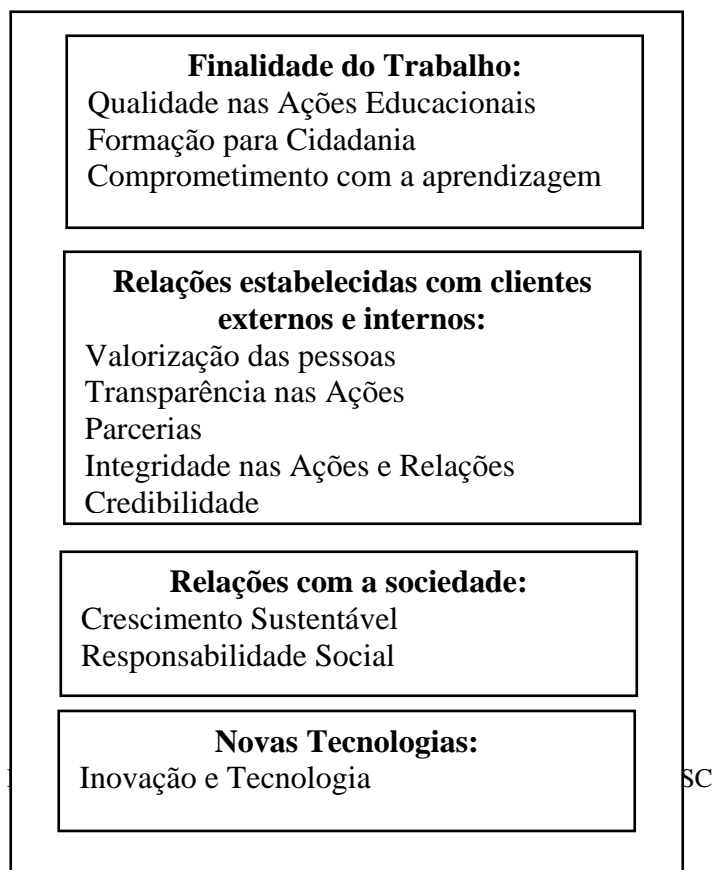 Finalidade do Trabalho:
Qualidade nas Ações Educacionais
Formação para Cidadania
Comprometimento com a aprendizagem
Relações estabelecidas com clientes
externos e internos:
Valorização das pessoas
Transparência nas Ações
Parcerias
Integridade nas Ações e Relações
Credibilidade
Relações com a sociedade:
Crescimento Sustentável
Responsabilidade Social
Novas Tecnologias:
Inovação e Tecnologia